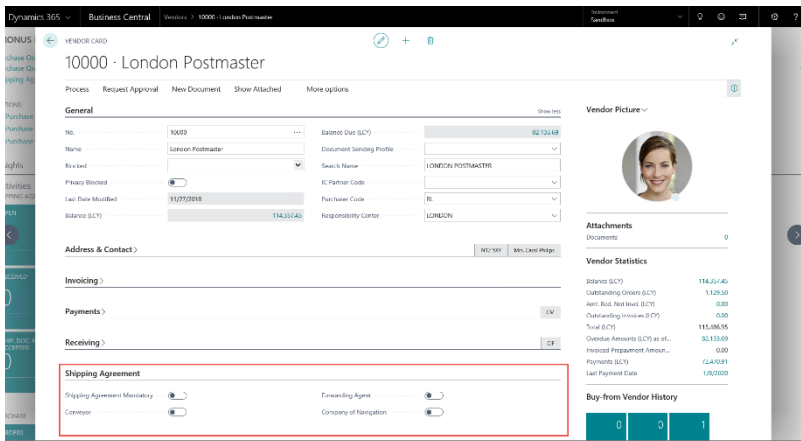 Dynamics 365
Business Central
Vendors > 10000 · London Postmaster
Environment
Sandbox
?
VENDOR CARD
10000 · London Postmaster
Process
Request Approval
New Document
Show Attached
More options
General
Show less
No.
10000
...
Name
London Postmaster
Blocked
Privacy Blocked
Last Date Modified
11/27/2018
Balance (LCY)
114,357.45
Balance Due (LCY)
82,133.69
Document Sending Profile
Search Name
LONDON POSTMASTER
IC Partner Code
Purchaser Code
RL
Responsibility Center
LONDON
Address & Contact >
N12 5XY
Mrs. Carol Philips
Invoicing >
Payments >
Receiving >
CIF
Shipping Agreement
Shipping Agreement Mandatory
Conveyor
Forwarding Agent
Company of Navigation
Vendor Picture
Attachments
Documents
0
Vendor Statistics
Balance (LCY)
114,357.45
Outstanding Orders (LCY)
1,129.50
Amt. Rcd. Not Invd. (LCY)
0.00
Outstanding Invoices (LCY)
0.00
Total (LCY)
115,486.95
Overdue Amounts (LCY) as of...
82,133.69
Invoiced Prepayment Amoun...
0.00
Payments (LCY)
72,470.91
Last Payment Date
1/8/2020
Buy-from Vendor History
0
0
1